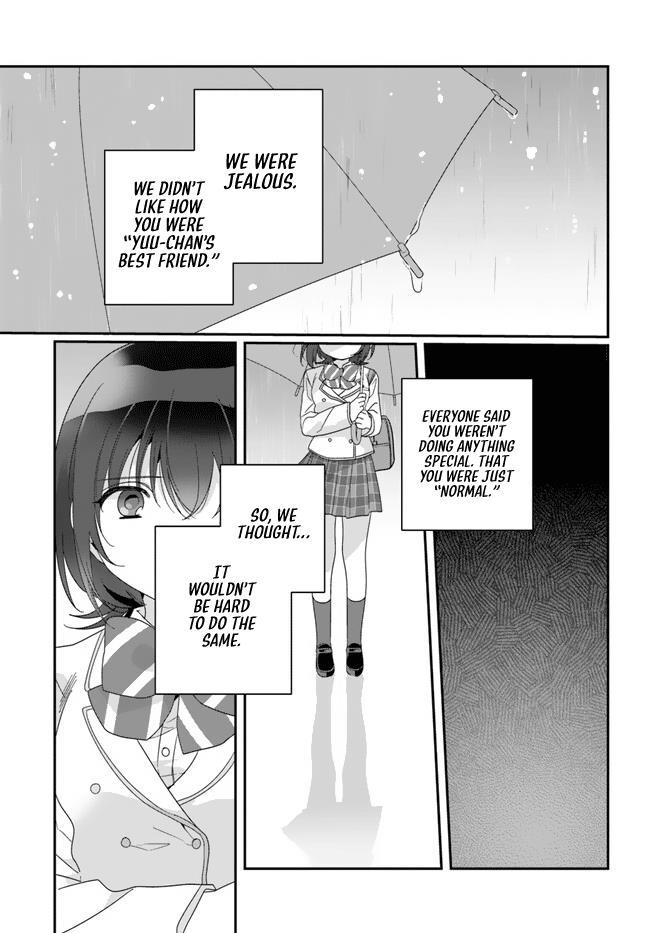 WE WERE
JEALOUS.
WE DIDN'T
LIKE HOW
YOU WERE
"YUU-CHAN'S
BEST FRIEND."
EVERYONE SAID
YOU WEREN'T
DOING ANYTHING
SPECIAL. THAT
YOU WERE JUST
"NORMAL."
SO, WE
THOUGHT...
IT
WOULDN'T
BE HARD
TO DO THE
SAME.